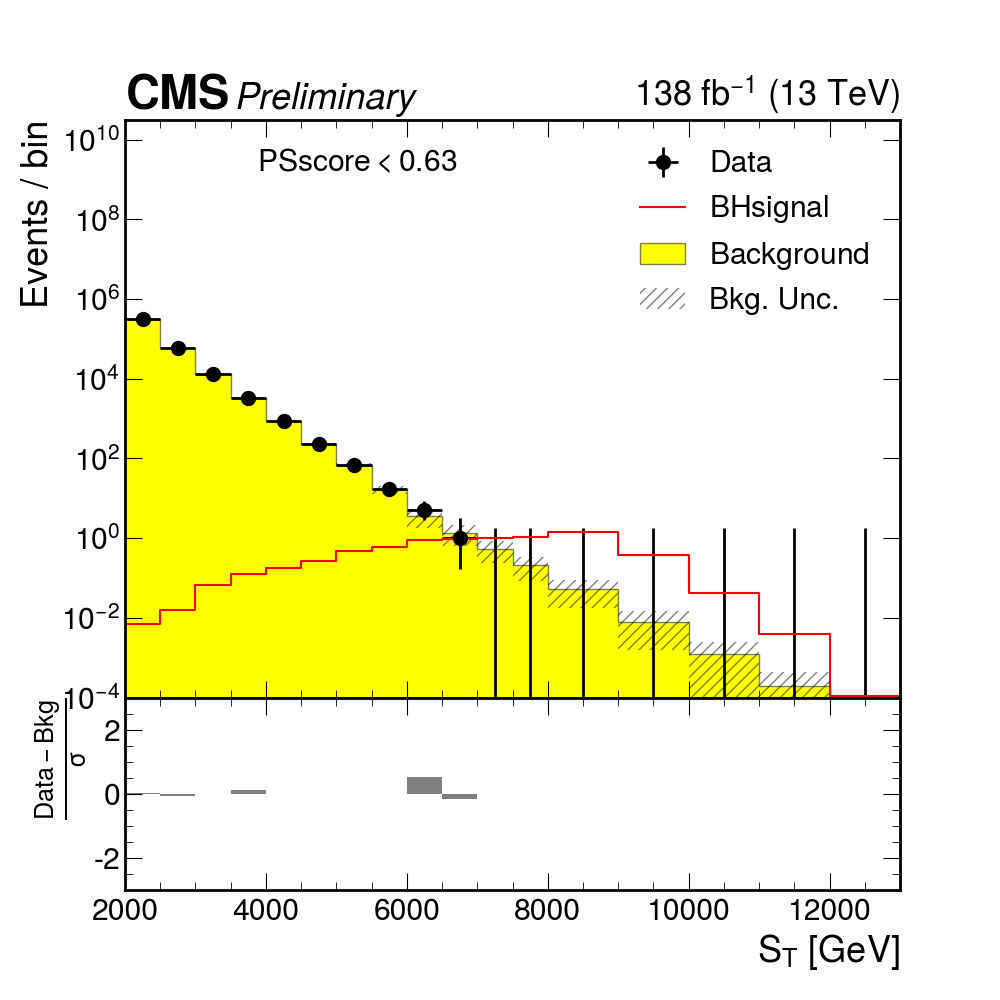 CMS Preliminary 138 fb⁻¹ (13 TeV)
Events / bin
10¹⁰
10⁸
10⁶
10⁴
10²
10⁰
10⁻²
10⁻⁴
PSscore < 0.63
Data
BHsignal
Background
Bkg. Unc.
Data – Bkg
σ
2
0
-2
2000 4000 6000 8000 10000 12000
S_T [GeV]